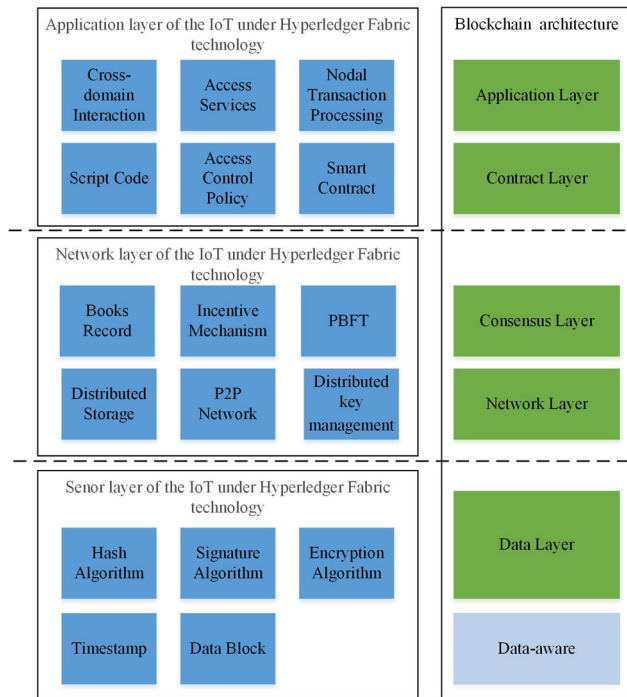 Application layer of the IoT under Hyperledger Fabric
technology
Cross-
domain
Interaction
Access
Services
Nodal
Transaction
Processing
Script Code
Access
Control
Policy
Smart
Contract
Network layer of the IoT under Hyperledger Fabric
technology
Books
Record
Incentive
Mechanism
PBFT
Distributed
Storage
P2P
Network
Distributed
key
management
Senor layer of the IoT under Hyperledger Fabric
technology
Hash
Algorithm
Signature
Algorithm
Encryption
Algorithm
Timestamp
Data Block
Blockchain architecture
Application Layer
Contract Layer
Consensus Layer
Network Layer
Data Layer
Data-aware